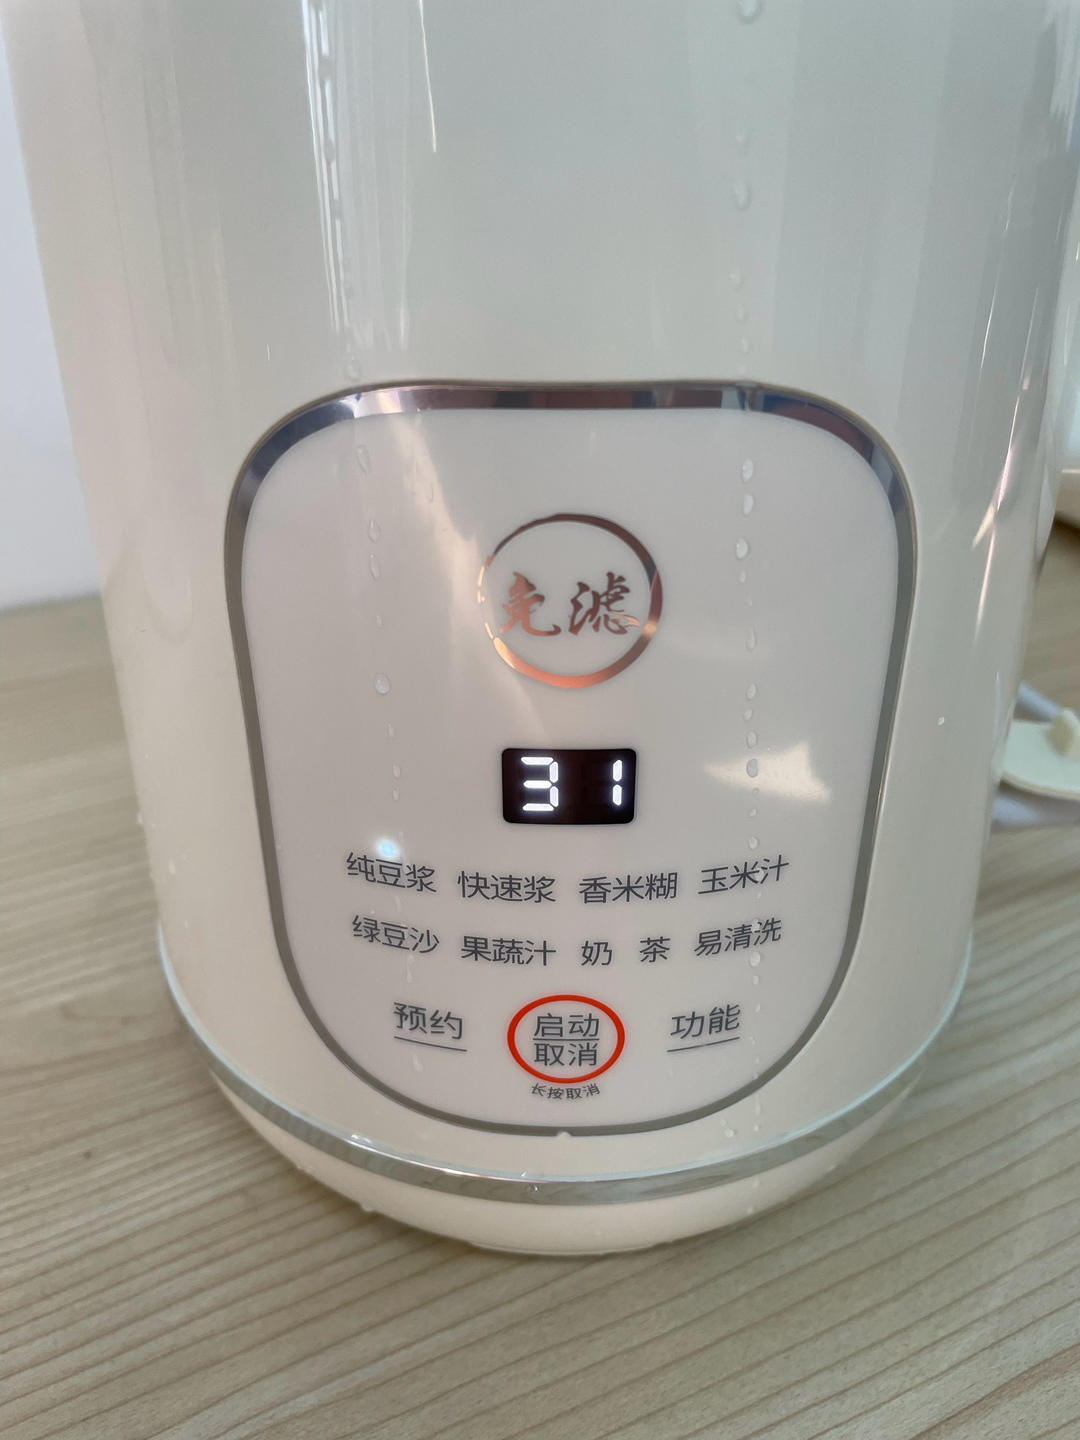 免滤
31
纯豆浆 快速浆 香米糊 玉米汁
绿豆沙 果蔬汁 奶 茶 易清洗
预约 启动 功能
取消
长按取消